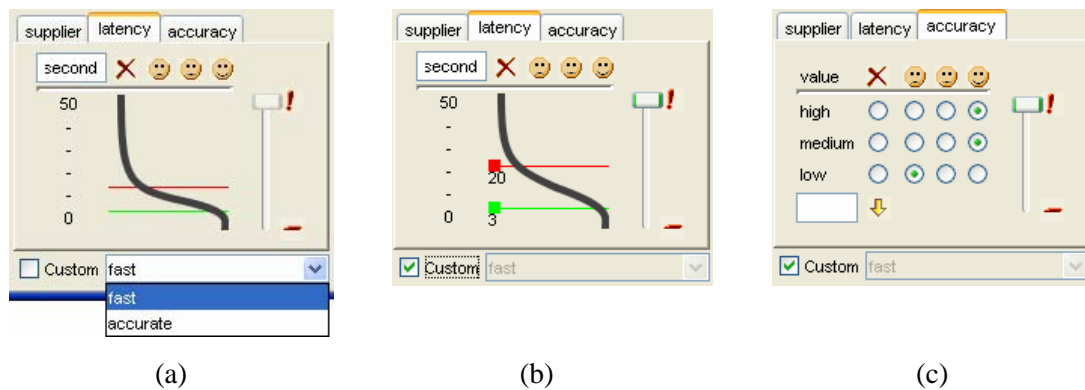 supplier latency accuracy
second
50
-
-
-
-
0
Custom fast
fast
accurate
(a)
supplier latency accuracy
second
50
-
-
-
20
-
0 3
Custom fast
(b)
supplier latency accuracy
value
high
medium
low
Custom fast
(c)